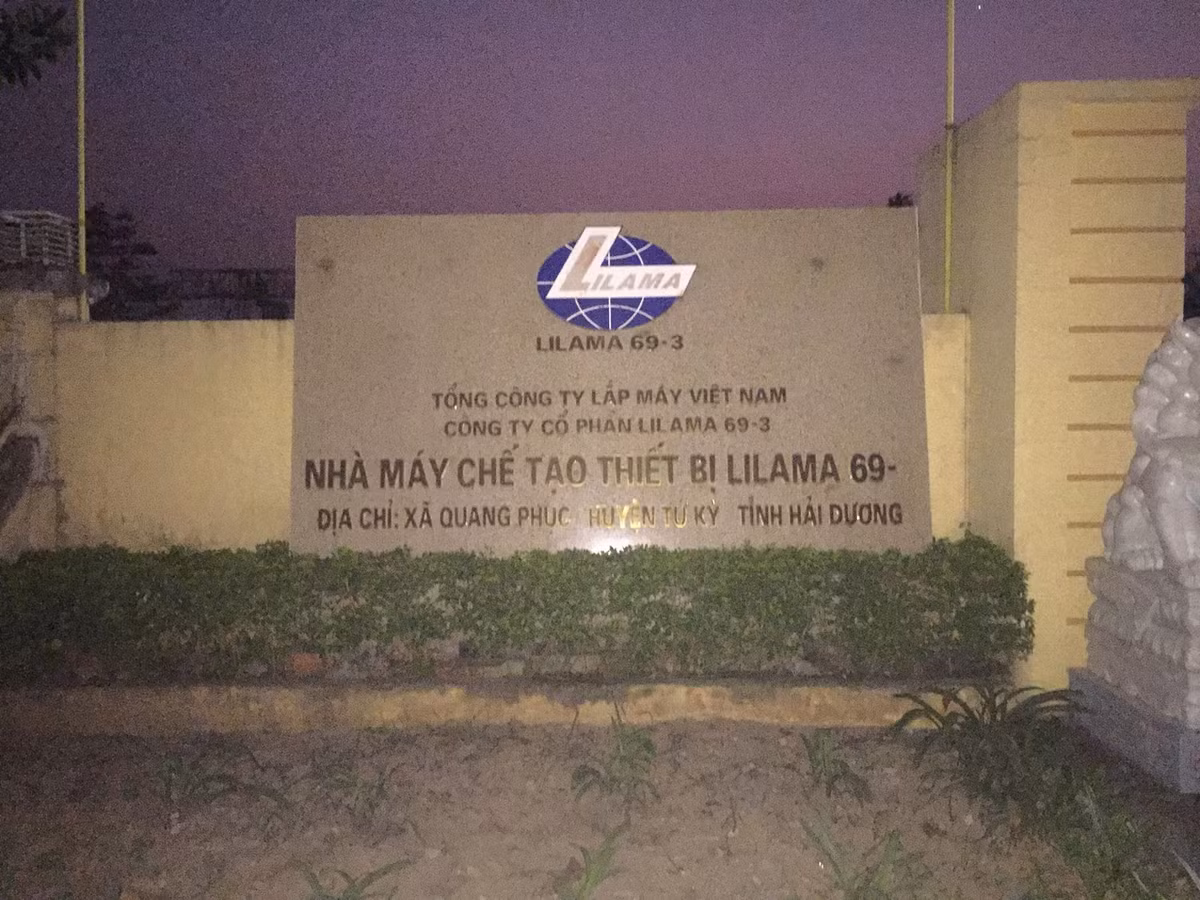 LILAMA
LILAMA 69-3
TỔNG CÔNG TY LẮP MÁY VIỆT NAM
CÔNG TY CỔ PHẦN LILAMA 69-3
NHÀ MÁY CHẾ TẠO THIẾT BỊ LILAMA 69-
ĐỊA CHỈ: XÃ QUANG PHỤC HUYỆN TỨ KỲ TỈNH HẢI DƯƠNG